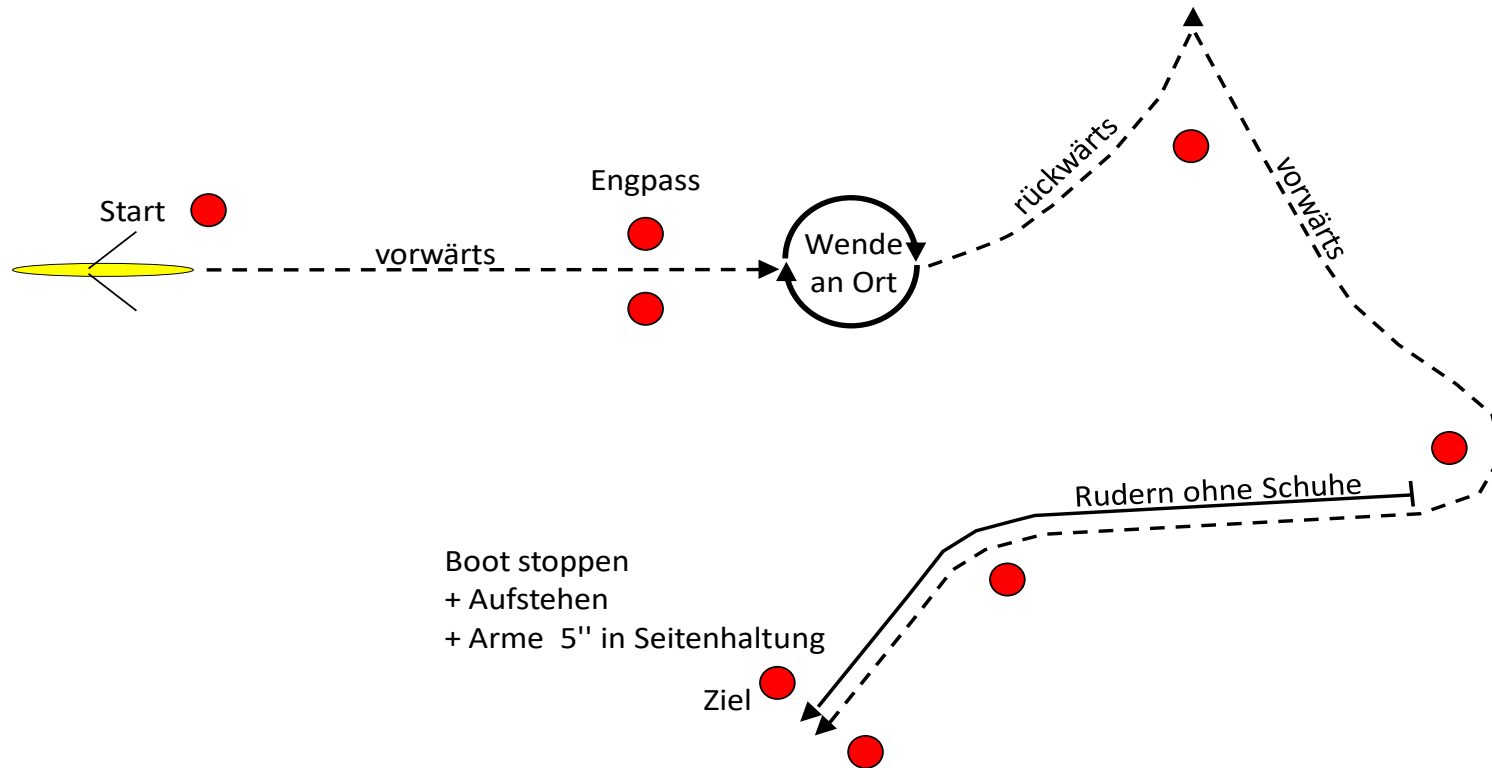 Start
vorwärts
Engpass
Wende
an Ort
rückwärts
vorwärts
Rudern ohne Schuhe
Boot stoppen
+ Aufstehen
+ Arme  5'' in Seitenhaltung
Ziel